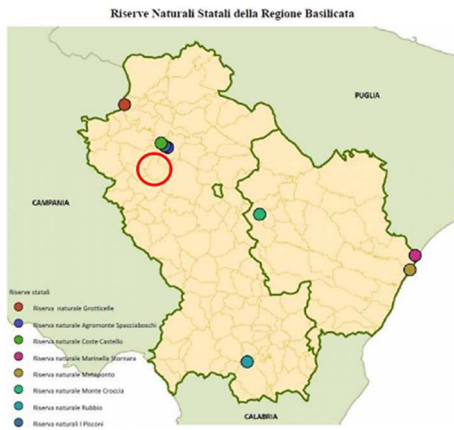 Riserve Naturali Statali della Regione Basilicata
PUGLIA
CAMPANIA
Riserve statali
Riserva naturale Grotticelle
Riserva naturale Agromonte Spacciaboschi
Riserva naturale Coste Castello
Riserva naturale Marinella Stornara
Riserva naturale Metaponto
Riserva naturale Monte Croccia
Riserva naturale Rubbio
Riserva naturali I Pisconi
CALABRIA